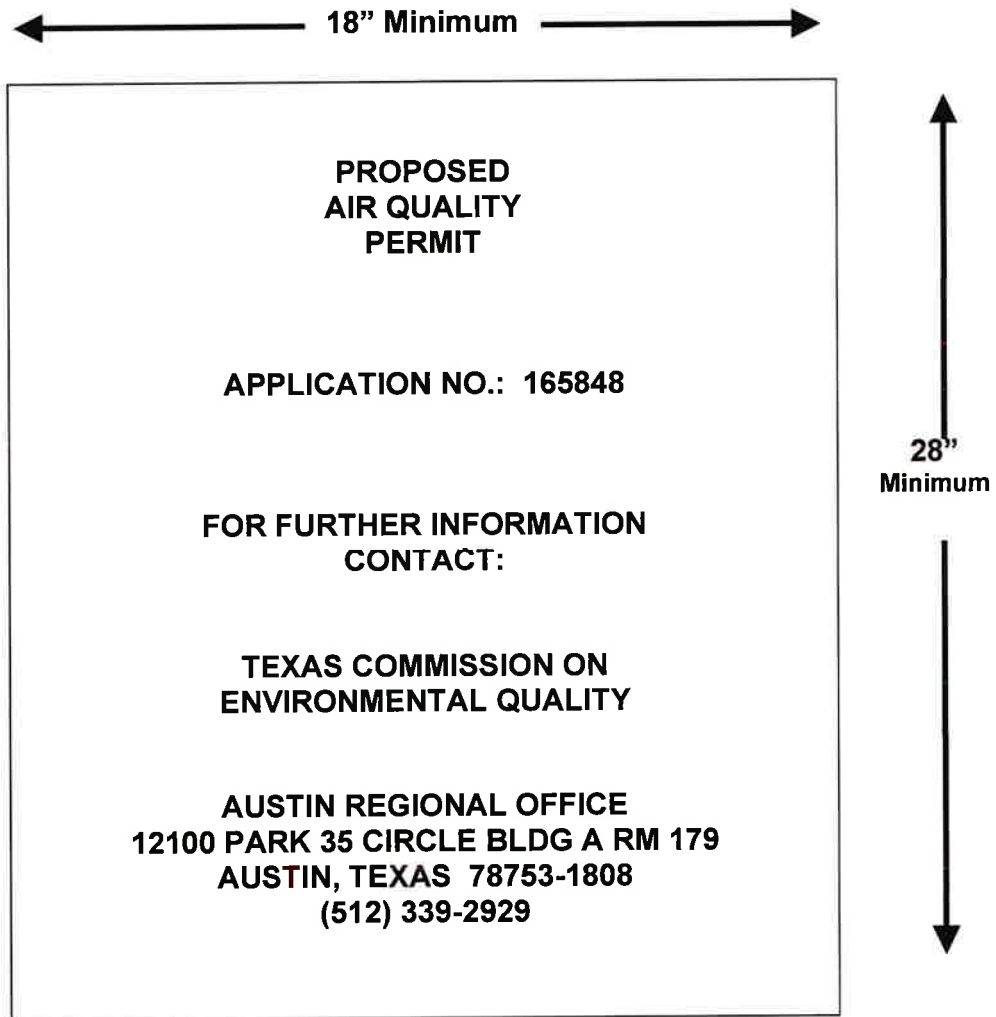 18” Minimum
PROPOSED
AIR QUALITY
PERMIT
APPLICATION NO.: 165848
28”
Minimum
FOR FURTHER INFORMATION
CONTACT:
TEXAS COMMISSION ON
ENVIRONMENTAL QUALITY
AUSTIN REGIONAL OFFICE
12100 PARK 35 CIRCLE BLDG A RM 179
AUSTIN, TEXAS 78753-1808
(512) 339-2929